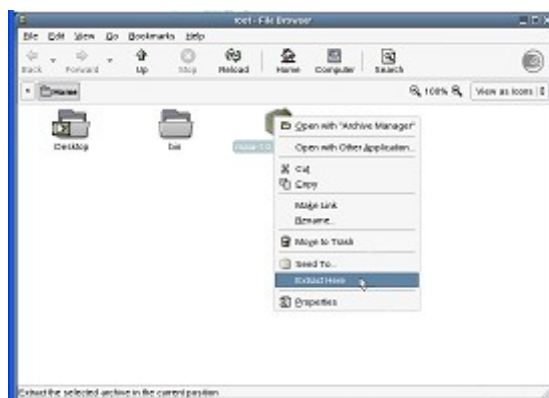 root - File Browser
File Edit View Go Bookmarks Help
Back Forward Up Stop Reload Home Computer Search
Home 100% View as Icons
Desktop bin
Open with "Archive Manager"
Open with Other Application...
Cut
Copy
Make Link
Rename...
Move to Trash
Send To...
Extract Here
Properties
Extract the selected archive in the current position